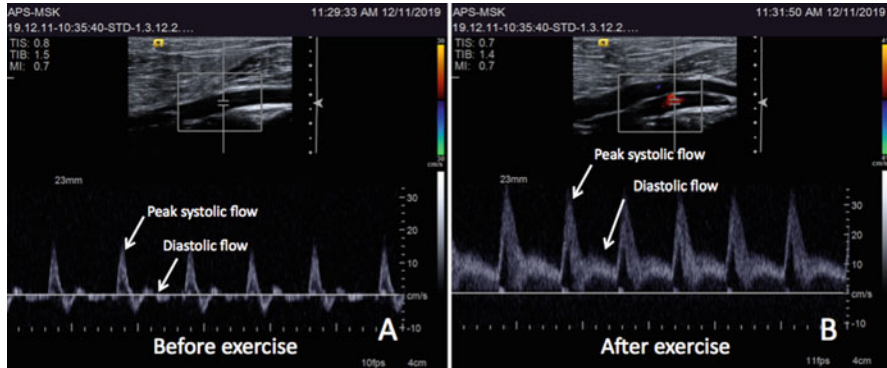 APS-MSK 11:29:33 AM 12/11/2019
19.12.11-10:35:40-STD-1.3.12.2....
TIS: 0.8
TIB: 1.5
MI: 0.7
cm/s
23mm
30
Peak systolic flow
20
Diastolic flow
10
cm/s
-10
A
Before exercise
10fps 4cm
APS-MSK 11:31:50 AM 12/11/2019
19.12.11-10:35:40-STD-1.3.12.2....
TIS: 0.7
TIB: 1.4
MI: 0.7
cm/s
Peak systolic flow
23mm
Diastolic flow
30
20
10
cm/s
-10
B
After exercise
11fps 4cm